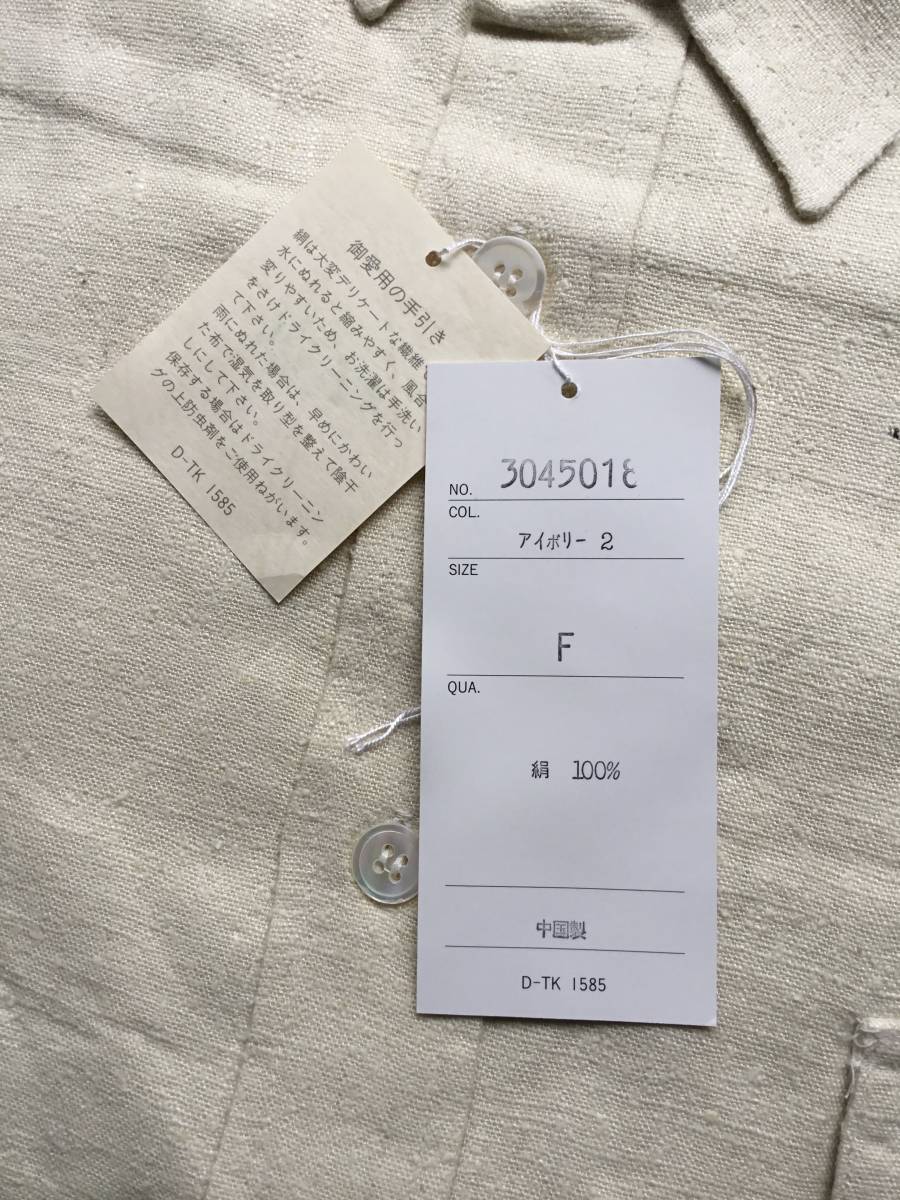 御愛用の手引き
絹は大変デリケートな繊維
水にぬれると縮みやすく、風合
変りやすいため、お洗濯は手洗い
をさけドライクリーニングを行っ
て下さい。
雨にぬれた場合は、早めにかわい
た布で湿気を取り型を整えて陰干
しにして下さい。
保存する場合はドライクリーニン
グの上防虫剤をご使用ねがいます。
D-TK 1585
NO. 3045018
COL.
アイボリー 2
SIZE
F
QUA.
絹 100%
中国製
D-TK 1585